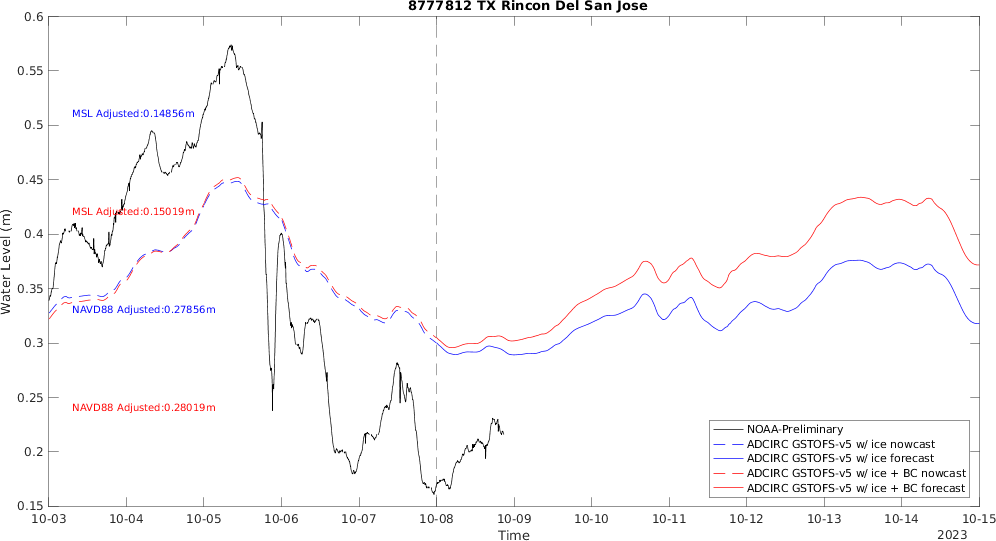 8777812 TX Rincon Del San Jose
0.6
0.55
0.5
0.45
0.4
0.35
0.3
0.25
0.2
0.15
Water Level (m)
MSL Adjusted:0.14856m
MSL Adjusted:0.15019m
NAVD88 Adjusted:0.27856m
NAVD88 Adjusted:0.28019m
NOAA-Preliminary
ADCIRC GSTOFS-v5 w/ ice nowcast
ADCIRC GSTOFS-v5 w/ ice forecast
ADCIRC GSTOFS-v5 w/ ice + BC nowcast
ADCIRC GSTOFS-v5 w/ ice + BC forecast
10-03 10-04 10-05 10-06 10-07 10-08 10-09 10-10 10-11 10-12 10-13 10-14 10-15
Time
2023